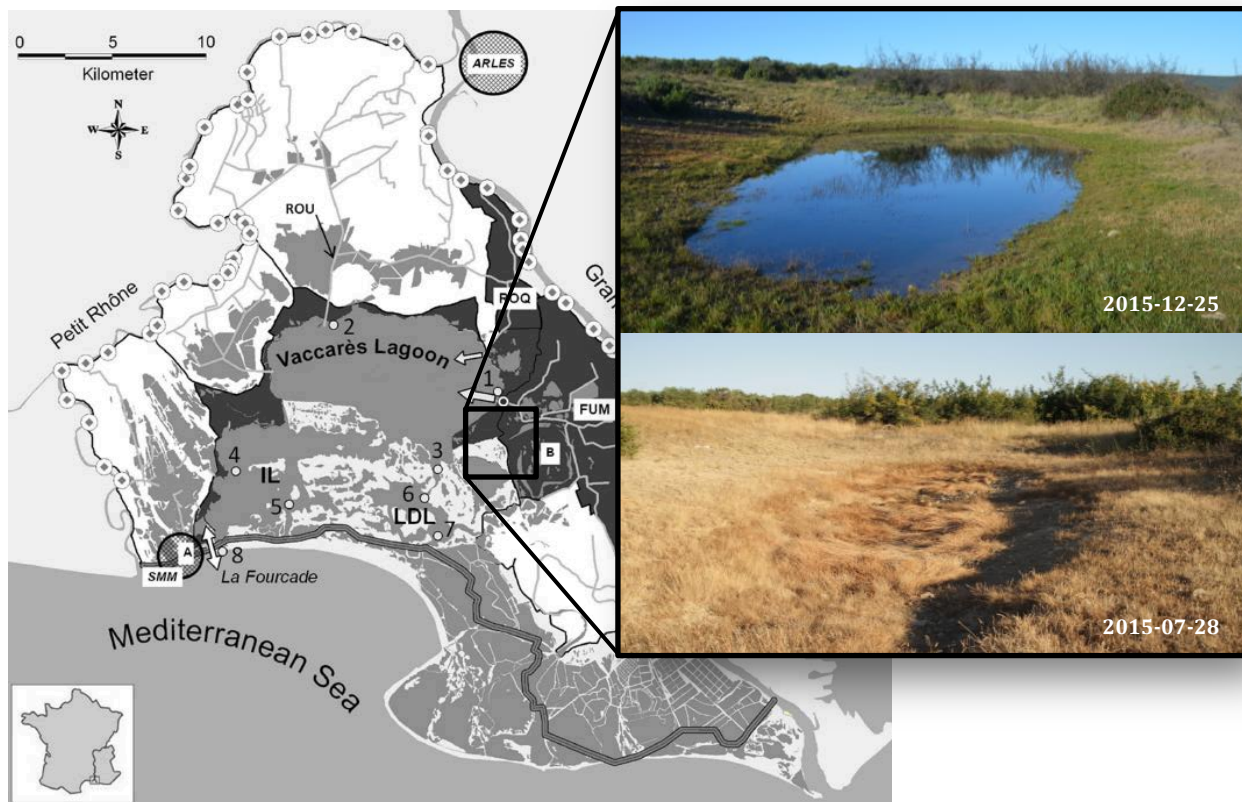 0 5 10
Kilometer
N
W E
S
ARLES
ROU
Petit Rhône
ROQ
Gran
2
Vaccarès Lagoon
1
FUM
B
3
4
IL
6
5
LDL
7
A
8
SMM
La Fourcade
Mediterranean Sea
2015-12-25
2015-07-28